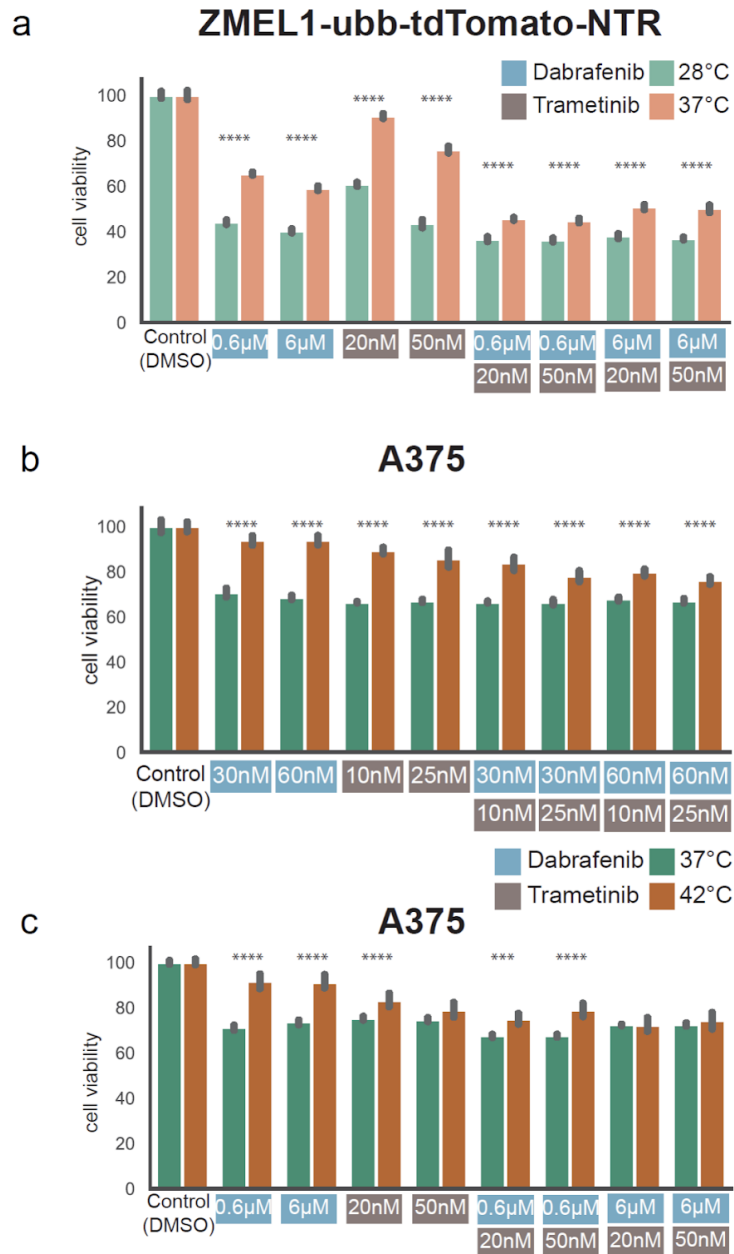 a
ZMEL1-ubb-tdTomato-NTR
Dabrafenib 28°C
Trametinib 37°C
cell viability
100
80
60
40
20
0
**** **** **** **** **** **** **** ****
Control (DMSO)
0.6µM 6µM 20nM 50nM 0.6µM 0.6µM 6µM 6µM
20nM 50nM 20nM 50nM
b
A375
cell viability
100
80
60
40
20
0
**** **** **** **** **** **** **** ****
Control (DMSO)
30nM 60nM 10nM 25nM 30nM 30nM 60nM 60nM
10nM 25nM 10nM 25nM
Dabrafenib 37°C
Trametinib 42°C
c
A375
cell viability
100
80
60
40
20
0
**** **** **** *** ****
Control (DMSO)
0.6µM 6µM 20nM 50nM 0.6µM 0.6µM 6µM 6µM
20nM 50nM 20nM 50nM